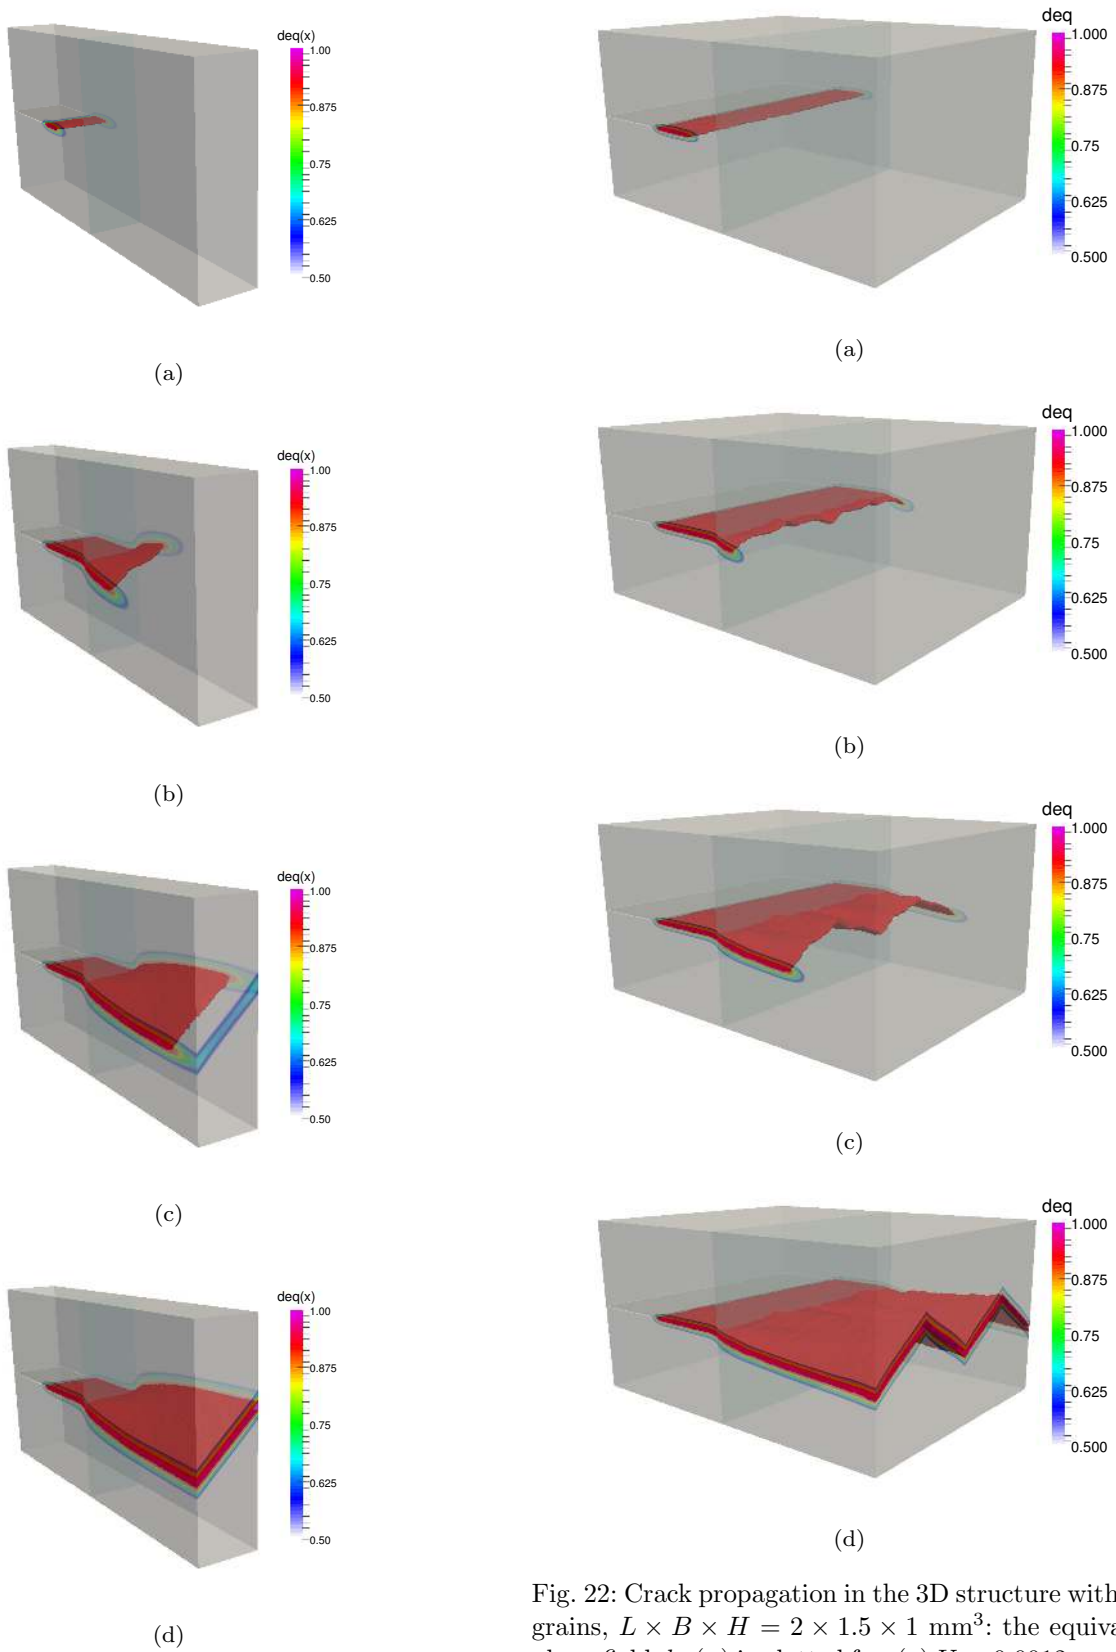 deq(x)
1.00
0.875
0.75
0.625
0.50
(a)
deq(x)
1.00
0.875
0.75
0.625
0.50
(b)
deq(x)
1.00
0.875
0.75
0.625
0.50
(c)
deq(x)
1.00
0.875
0.75
0.625
0.50
(d)
deq
1.000
0.875
0.75
0.625
0.500
(a)
deq
1.000
0.875
0.75
0.625
0.500
(b)
deq
1.000
0.875
0.75
0.625
0.500
(c)
deq
1.000
0.875
0.75
0.625
0.500
(d)
Fig. 22: Crack propagation in the 3D structure with
grains, L × B × H = 2 × 1.5 × 1 mm³: the equiva